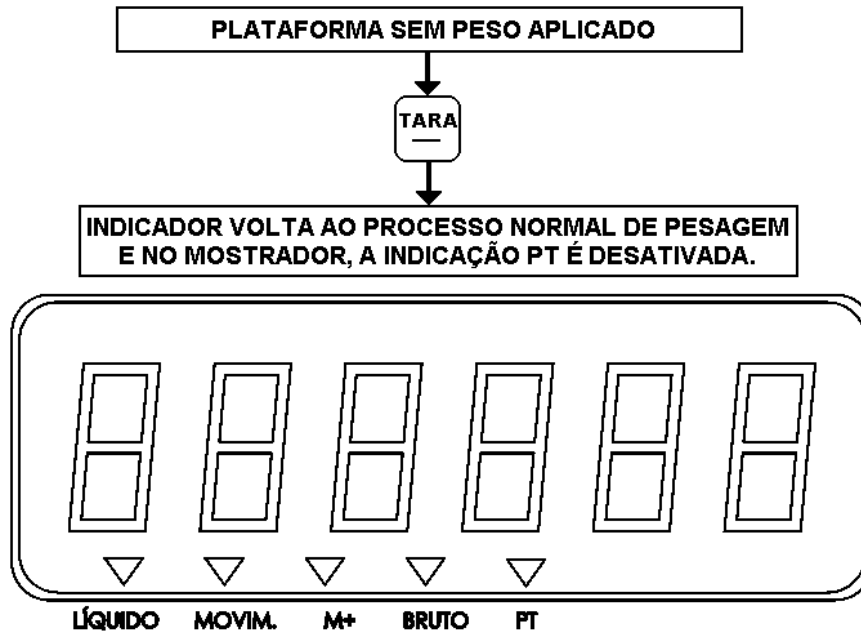 PLATAFORMA SEM PESO APLICADO
TARA
INDICADOR VOLTA AO PROCESSO NORMAL DE PESAGEM
E NO MOSTRADOR, A INDICAÇÃO PT É DESATIVADA.
LÍQUIDO MOVIM. M+ BRUTO PT